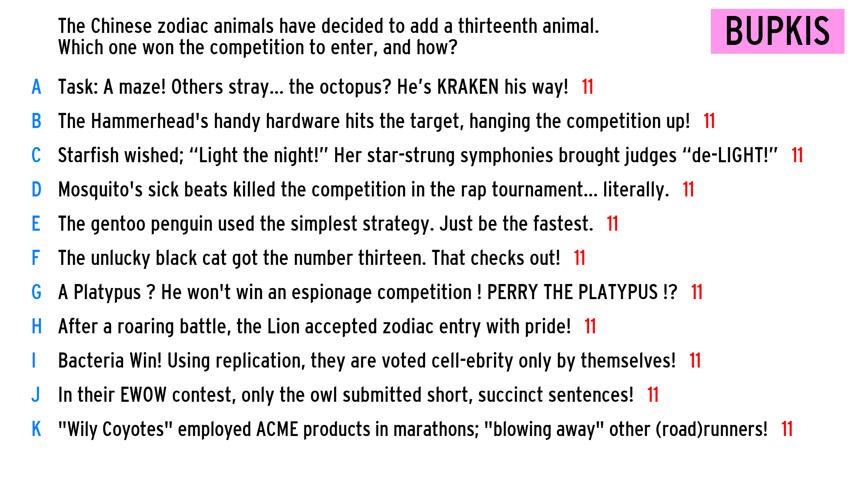 The Chinese zodiac animals have decided to add a thirteenth animal.
Which one won the competition to enter, and how?
BUPKIS
A Task: A maze! Others stray... the octopus? He’s KRAKEN his way! 11
B The Hammerhead's handy hardware hits the target, hanging the competition up! 11
C Starfish wished; “Light the night!” Her star-strung symphonies brought judges “de-LIGHT!” 11
D Mosquito's sick beats killed the competition in the rap tournament... literally. 11
E The gentoo penguin used the simplest strategy. Just be the fastest. 11
F The unlucky black cat got the number thirteen. That checks out! 11
G A Platypus ? He won't win an espionage competition ! PERRY THE PLATYPUS !? 11
H After a roaring battle, the Lion accepted zodiac entry with pride! 11
I Bacteria Win! Using replication, they are voted cell-ebrity only by themselves! 11
J In their EWOW contest, only the owl submitted short, succinct sentences! 11
K "Wily Coyotes" employed ACME products in marathons; "blowing away" other (road)runners! 11